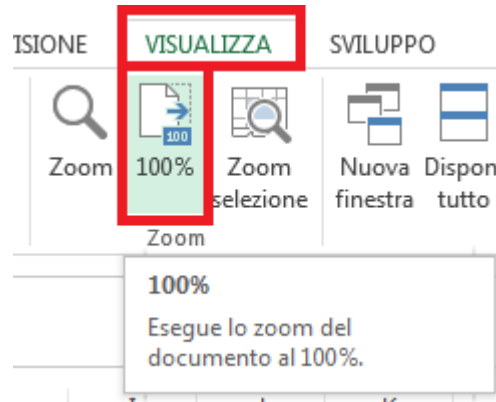 ISIONE VISUALIZZA SVILUPPO
100
Zoom 100% Zoom Nuova Dispon
selezione finestra tutto
Zoom
100%
Esegue lo zoom del
documento al 100%.